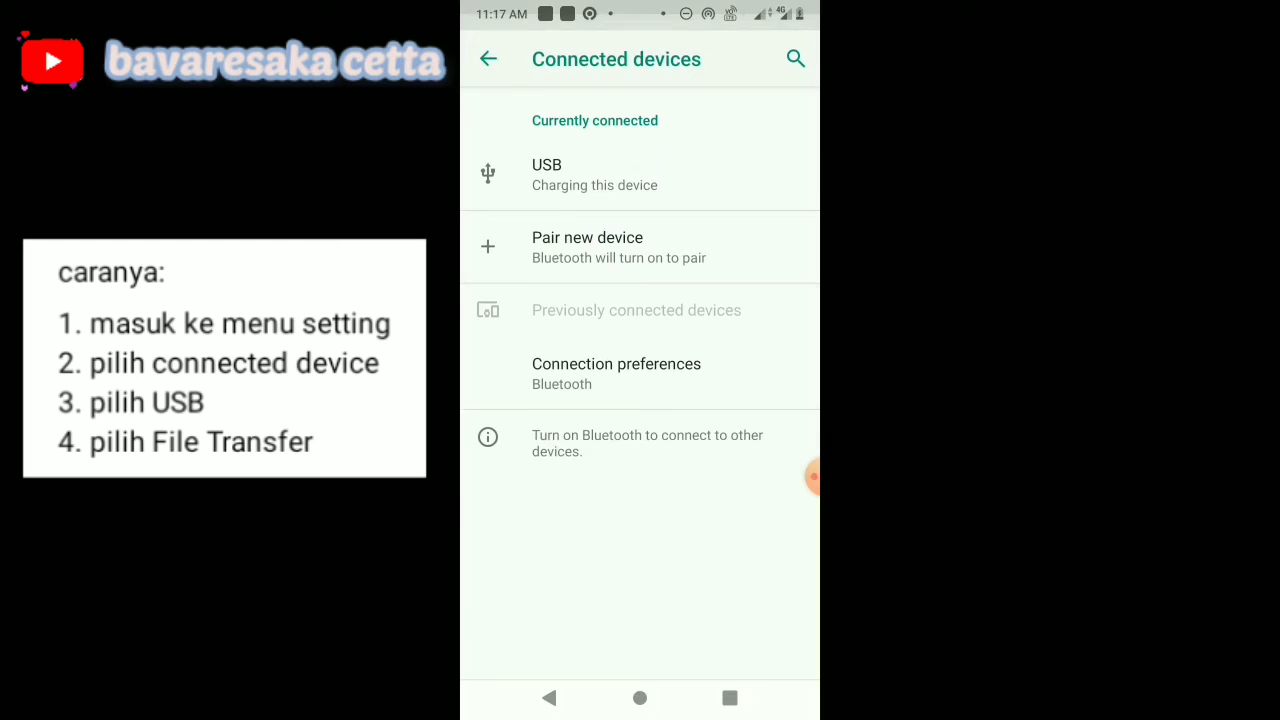 bavaresaka cetta
caranya:
1. masuk ke menu setting
2. pilih connected device
3. pilih USB
4. pilih File Transfer
11:17 AM
4G
Connected devices
Currently connected
USB
Charging this device
Pair new device
Bluetooth will turn on to pair
Previously connected devices
Connection preferences
Bluetooth
Turn on Bluetooth to connect to other
devices.